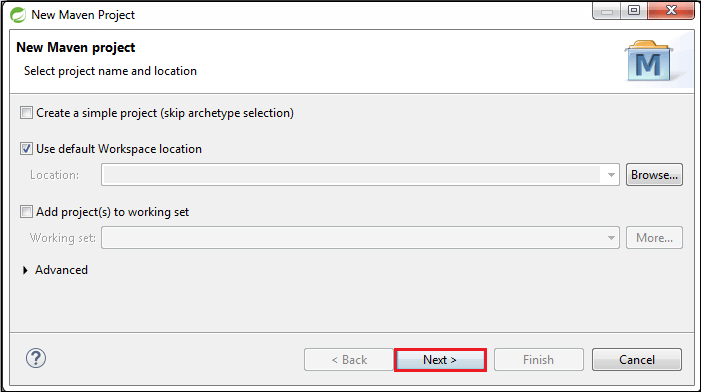 New Maven Project
New Maven project
Select project name and location
M
Create a simple project (skip archetype selection)
Use default Workspace location
Location:
Browse...
Add project(s) to working set
Working set:
More...
Advanced
?
< Back
Next >
Finish
Cancel